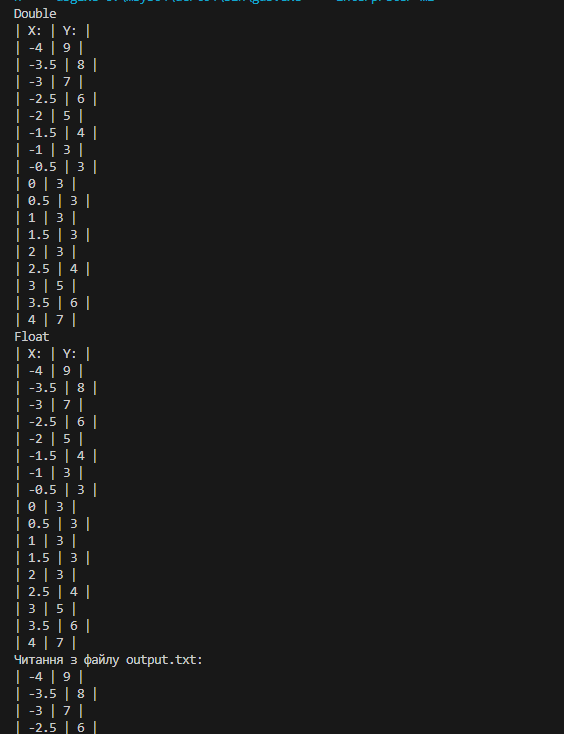 Double
| X: | Y: |
| -4 | 9 |
| -3.5 | 8 |
| -3 | 7 |
| -2.5 | 6 |
| -2 | 5 |
| -1.5 | 4 |
| -1 | 3 |
| -0.5 | 3 |
| 0 | 3 |
| 0.5 | 3 |
| 1 | 3 |
| 1.5 | 3 |
| 2 | 3 |
| 2.5 | 4 |
| 3 | 5 |
| 3.5 | 6 |
| 4 | 7 |
Float
| X: | Y: |
| -4 | 9 |
| -3.5 | 8 |
| -3 | 7 |
| -2.5 | 6 |
| -2 | 5 |
| -1.5 | 4 |
| -1 | 3 |
| -0.5 | 3 |
| 0 | 3 |
| 0.5 | 3 |
| 1 | 3 |
| 1.5 | 3 |
| 2 | 3 |
| 2.5 | 4 |
| 3 | 5 |
| 3.5 | 6 |
| 4 | 7 |
Читання з файлу output.txt:
| -4 | 9 |
| -3.5 | 8 |
| -3 | 7 |
| -2.5 | 6 |